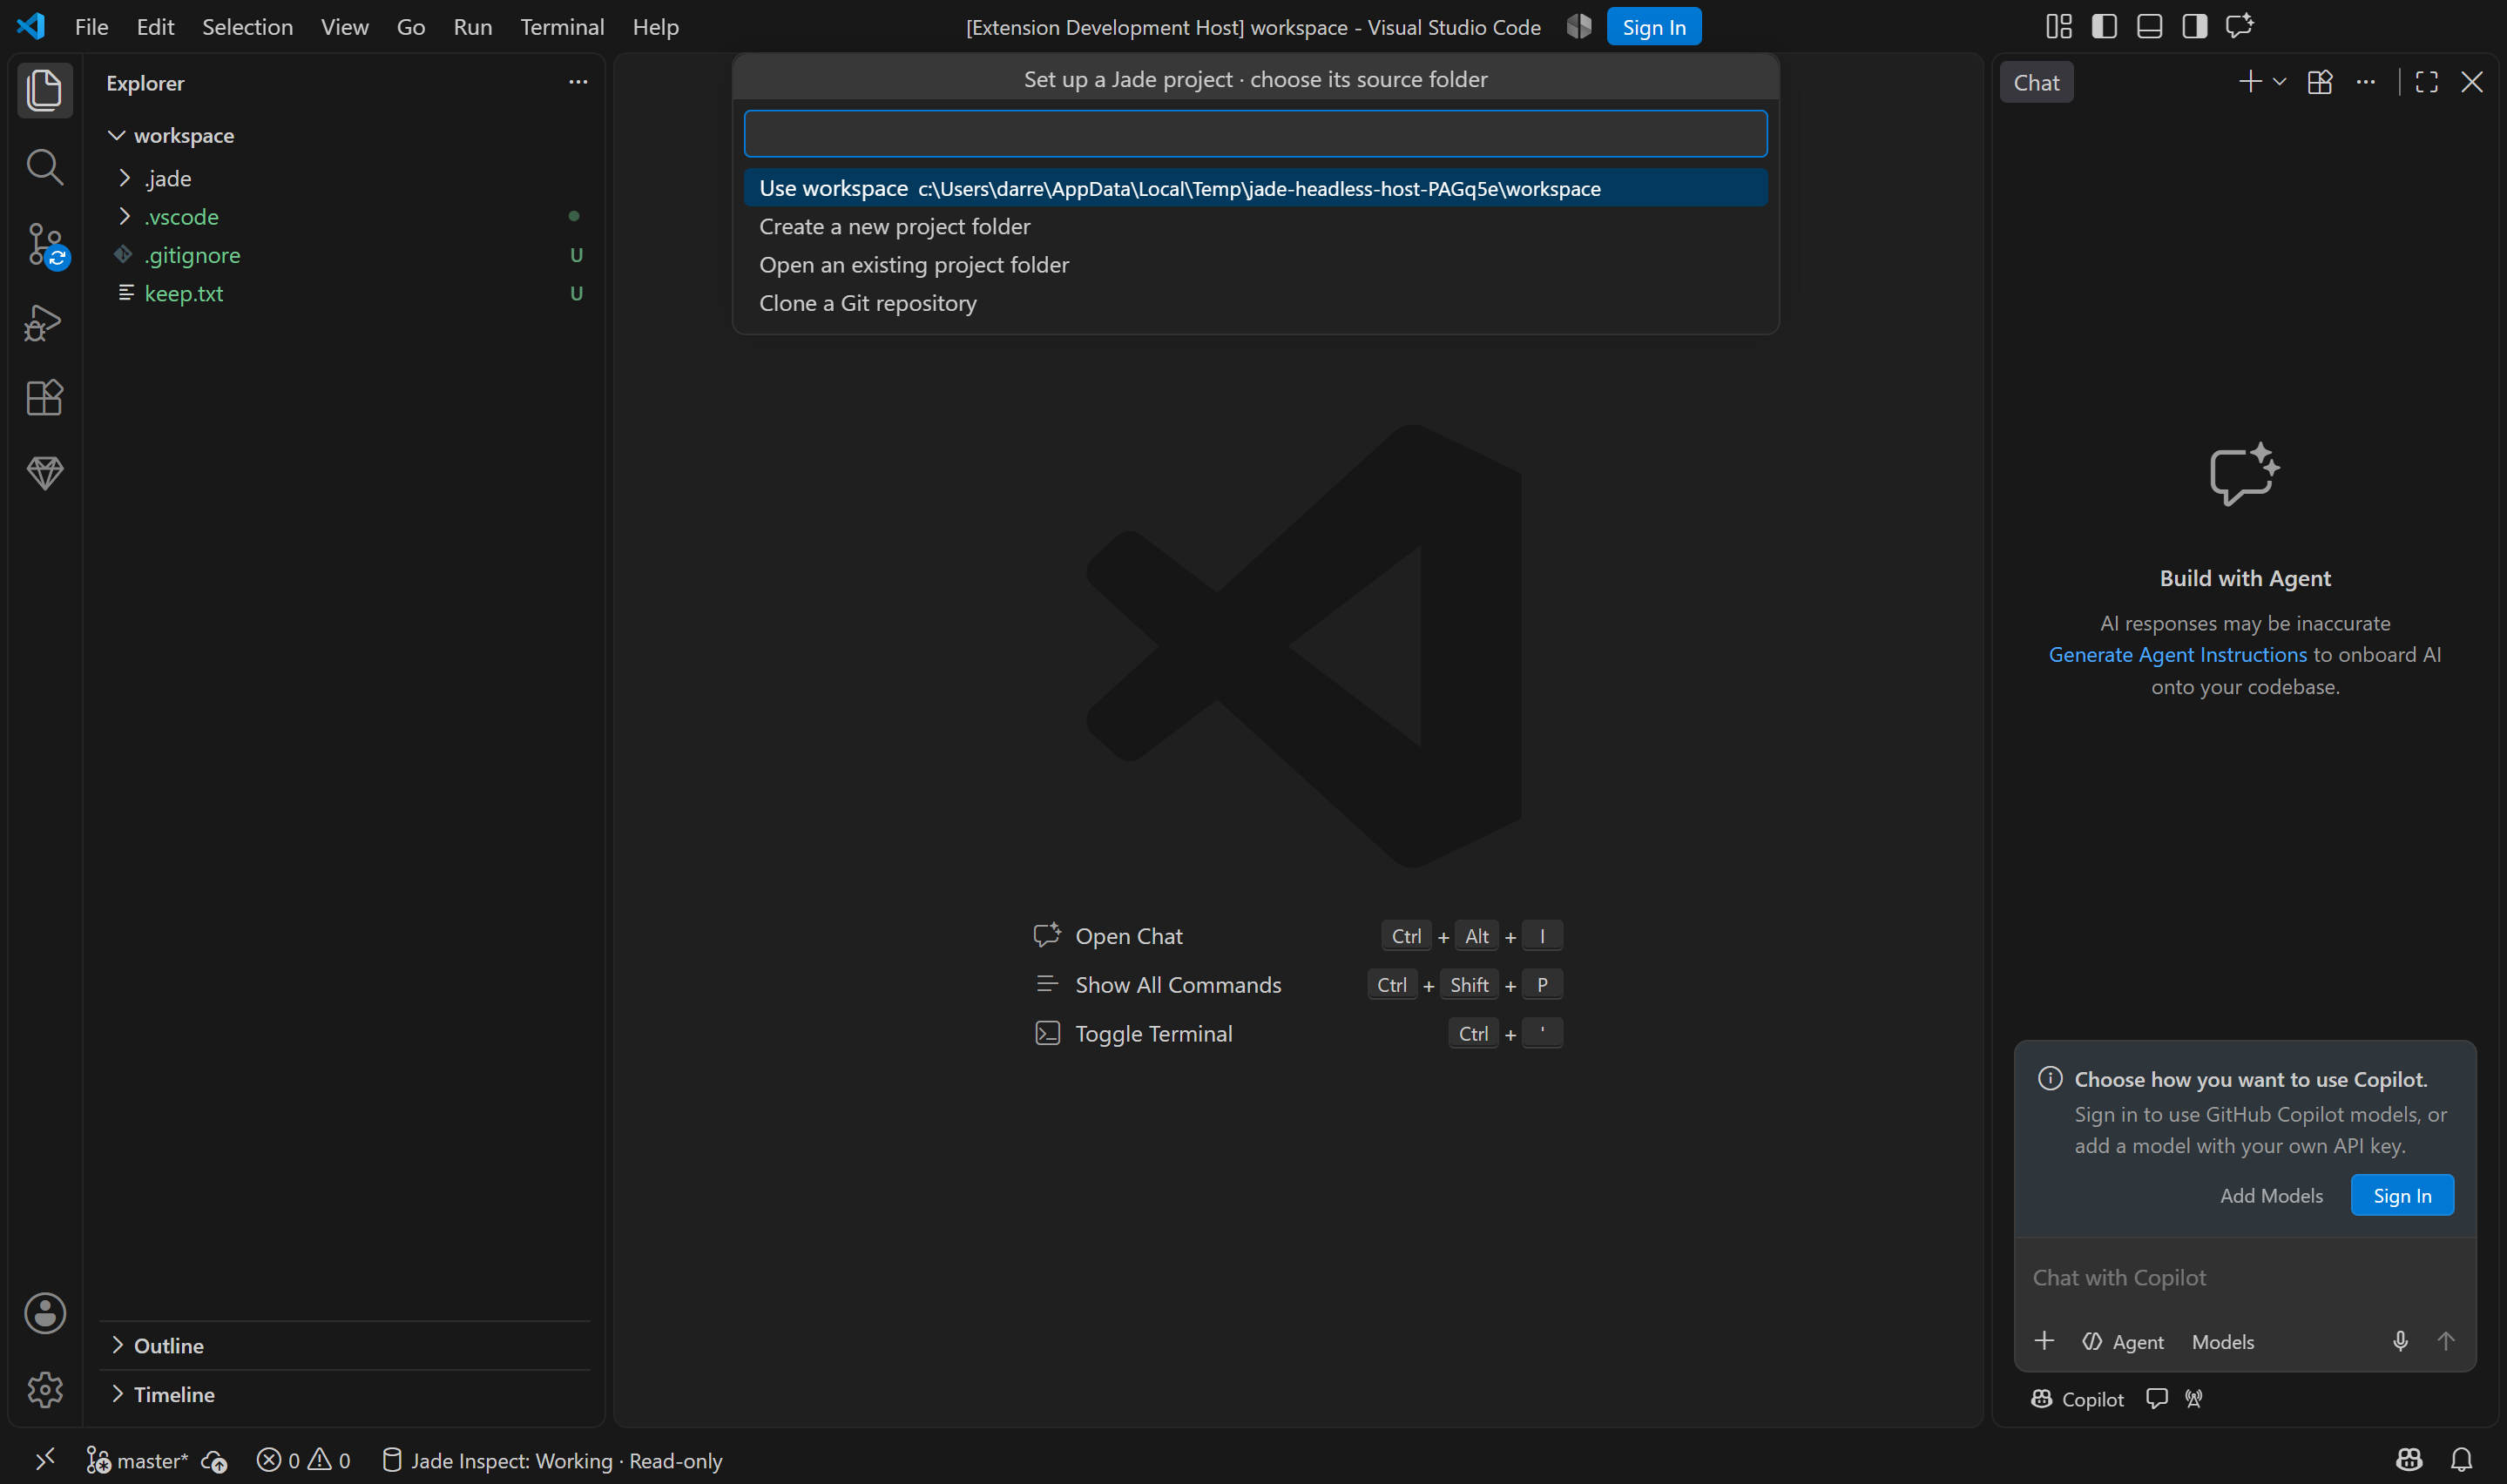 File Edit Selection View Go Run Terminal Help
[Extension Development Host] workspace - Visual Studio Code
Sign In
Explorer
workspace
.jade
.vscode
.gitignore U
keep.txt U
Outline
Timeline
Set up a Jade project · choose its source folder
Use workspace c:\Users\darre\AppData\Local\Temp\jade-headless-host-PAGq5e\workspace
Create a new project folder
Open an existing project folder
Clone a Git repository
Open Chat Ctrl + Alt + I
Show All Commands Ctrl + Shift + P
Toggle Terminal Ctrl + '
Chat
Build with Agent
AI responses may be inaccurate
Generate Agent Instructions to onboard AI
onto your codebase.
Choose how you want to use Copilot.
Sign in to use GitHub Copilot models, or
add a model with your own API key.
Add Models Sign In
Chat with Copilot
Agent Models
Copilot
master* 0 0 Jade Inspect: Working · Read-only